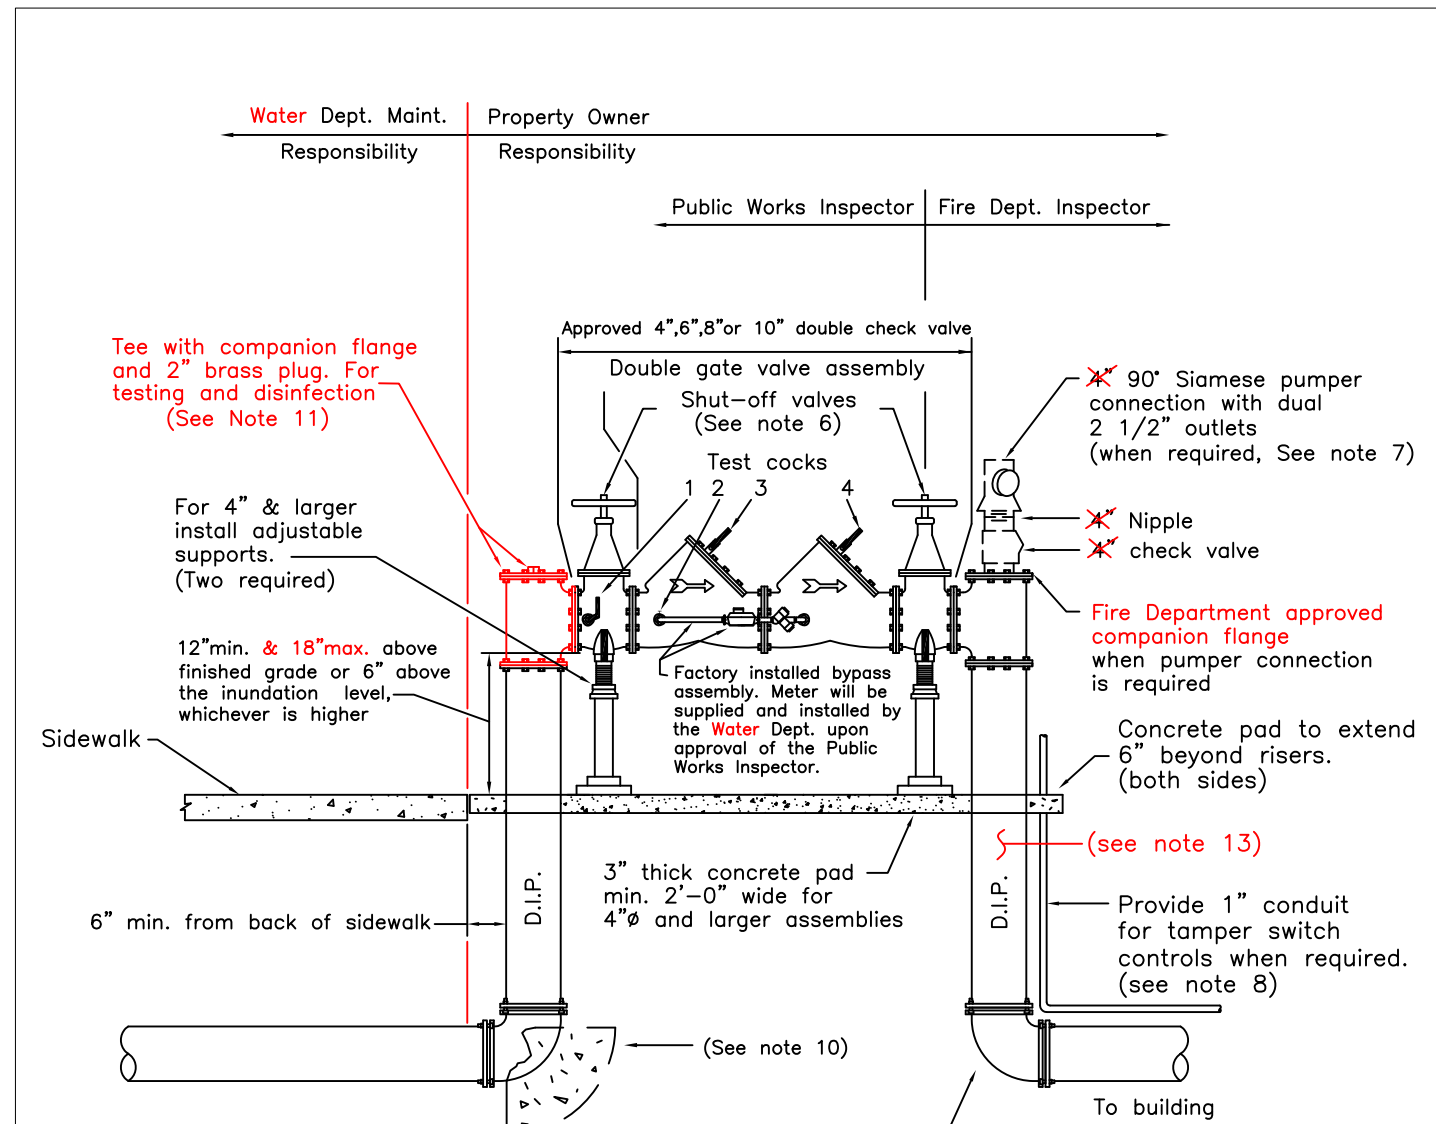 Water Dept. Maint.
Responsibility
Property Owner
Responsibility
Public Works Inspector
Fire Dept. Inspector
Approved 4",6",8"or 10" double check valve
Double gate valve assembly
Shut-off valves
(See note 6)
Test cocks
1 2 3 4
Tee with companion flange
and 2" brass plug. For
testing and disinfection
(See Note 11)
For 4" & larger
install adjustable
supports.
(Two required)
12"min. & 18"max. above
finished grade or 6" above
the inundation level,
whichever is higher
Sidewalk
4" 90° Siamese pumper
connection with dual
2 1/2" outlets
(when required, See note 7)
4" Nipple
4" check valve
Fire Department approved
companion flange
when pumper connection
is required
Factory installed bypass
assembly. Meter will be
supplied and installed by
the Water Dept. upon
approval of the Public
Works Inspector.
Concrete pad to extend
6" beyond risers.
(both sides)
(see note 13)
3" thick concrete pad
min. 2'-0" wide for
4"ø and larger assemblies
6" min. from back of sidewalk
D.I.P.
D.I.P.
Provide 1" conduit
for tamper switch
controls when required.
(see note 8)
(See note 10)
To building